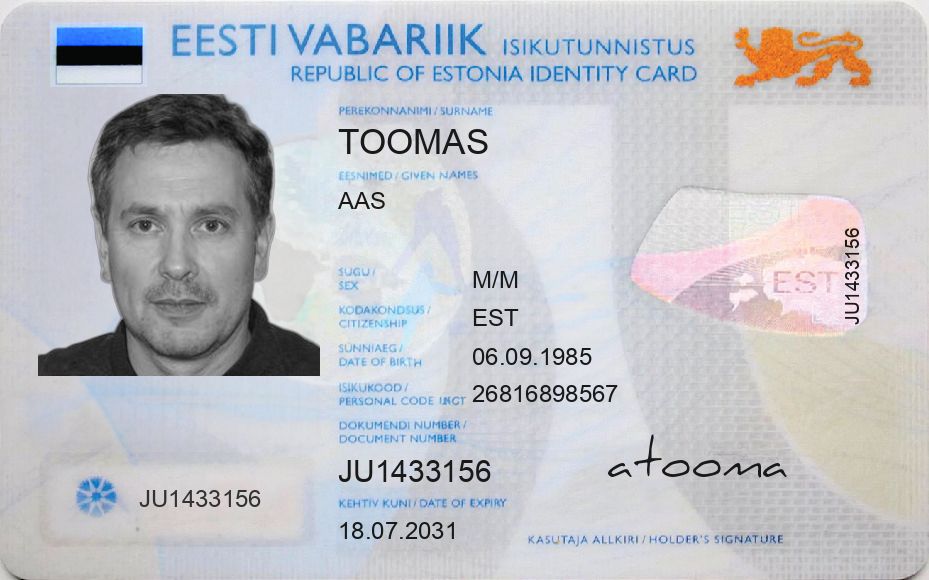 EESTI VABARIIK ISIKUTUNNISTUS
REPUBLIC OF ESTONIA IDENTITY CARD
PEREKONNANIMI / SURNAME
TOOMAS
EESNIMED / GIVEN NAMES
AAS
SUGU /
SEX
M/M
KODAKONDSUS /
CITIZENSHIP
EST
SÜNNIAEG /
DATE OF BIRTH
06.09.1985
ISIKUKOOD /
PERSONAL CODE
26816898567
DOKUMENDI NUMBER /
DOCUMENT NUMBER
JU1433156
KEHTIV KUNI / DATE OF EXPIRY
18.07.2031
JU1433156
EST
JU1433156
atooma
KASUTAJA ALLKIRI / HOLDER'S SIGNATURE